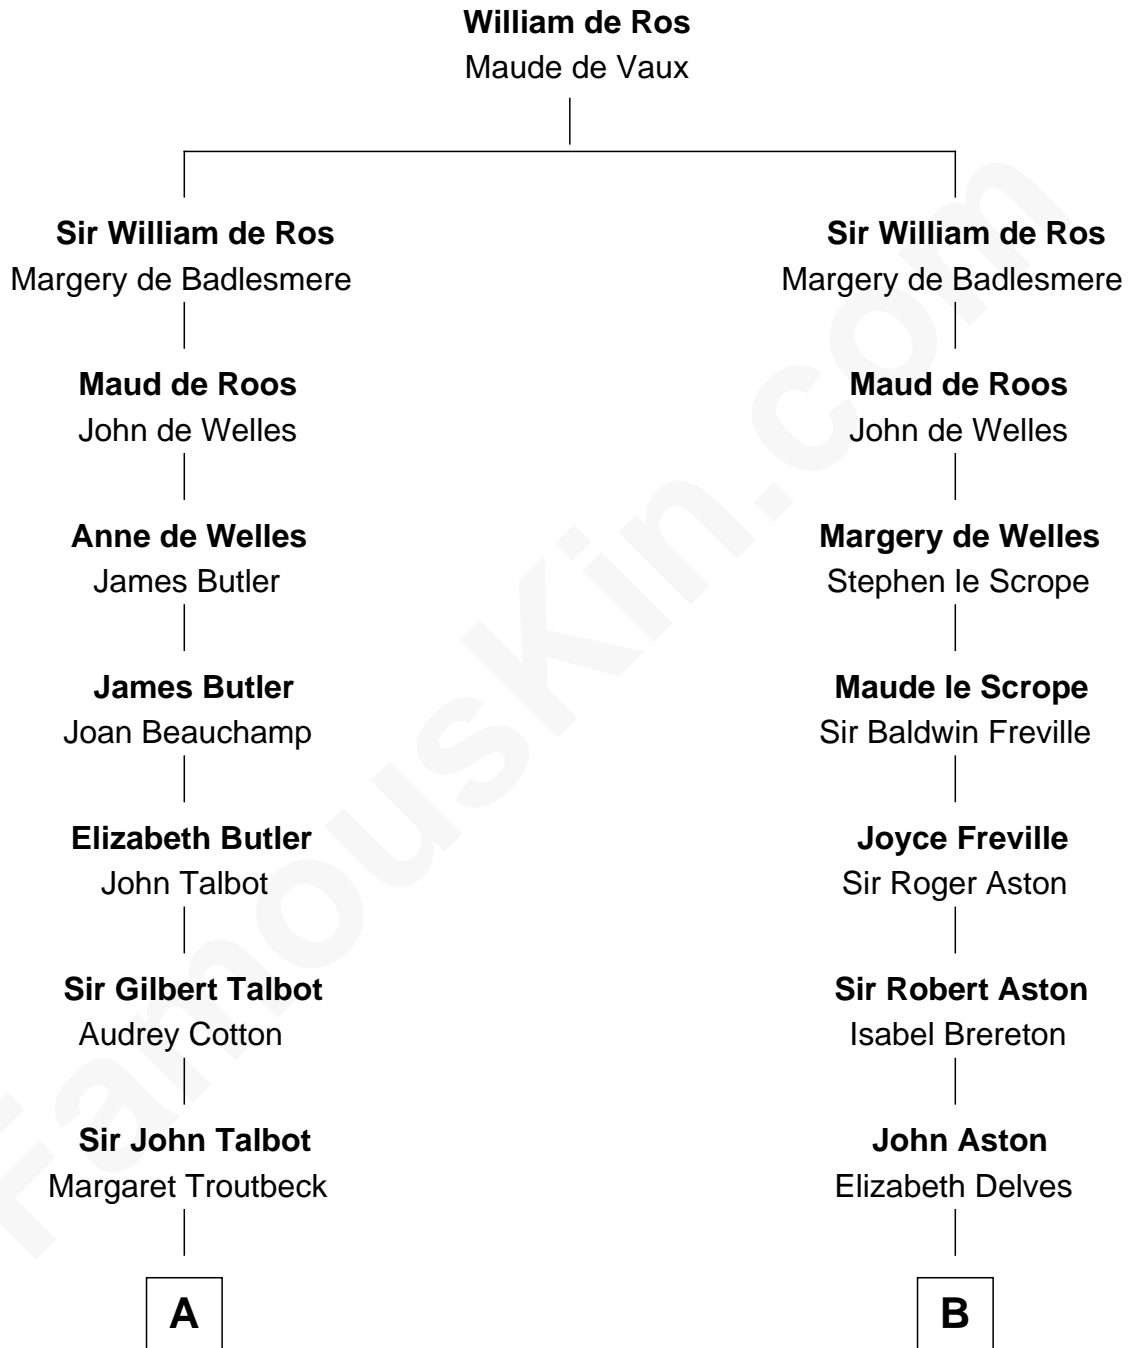 William de Ros
Maude de Vaux
Sir William de Ros
Margery de Badlesmere
Maud de Roos
John de Welles
Anne de Welles
James Butler
James Butler
Joan Beauchamp
Elizabeth Butler
John Talbot
Sir Gilbert Talbot
Audrey Cotton
Sir John Talbot
Margaret Troutbeck
A
Sir William de Ros
Margery de Badlesmere
Maud de Roos
John de Welles
Margery de Welles
Stephen le Scrope
Maude le Scrope
Sir Baldwin Freville
Joyce Freville
Sir Roger Aston
Sir Robert Aston
Isabel Brereton
John Aston
Elizabeth Delves
B
FamousKin.com